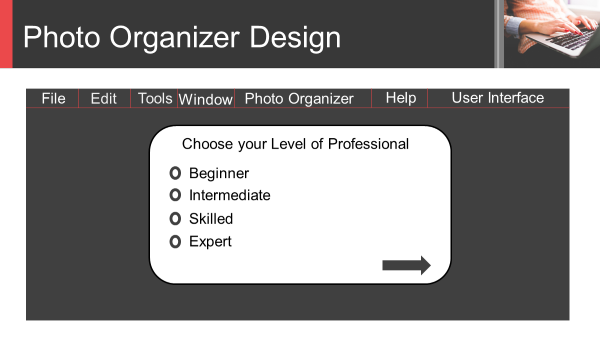 Photo Organizer Design
File Edit Tools Window Photo Organizer Help User Interface
Choose your Level of Professional
Beginner
Intermediate
Skilled
Expert